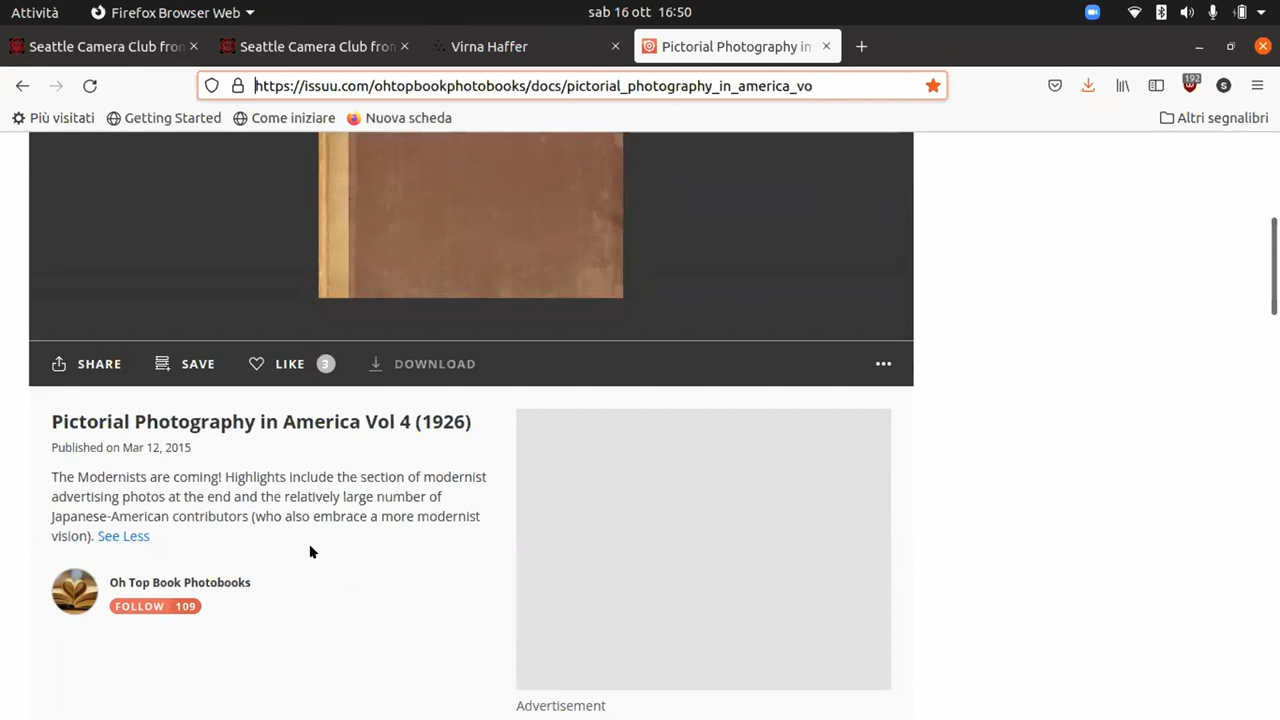 Attività
Firefox Browser Web
sab 16 ott 16:50
Seattle Camera Club from
Seattle Camera Club from
Virna Haffer
Pictorial Photography in
https://issuu.com/ohtopbookphotobooks/docs/pictorial_photography_in_america_vo
192
S
Più visitati
Getting Started
Come iniziare
Nuova scheda
Altri segnalibri
SHARE
SAVE
LIKE 3
DOWNLOAD
Pictorial Photography in America Vol 4 (1926)
Published on Mar 12, 2015
The Modernists are coming! Highlights include the section of modernist
advertising photos at the end and the relatively large number of
Japanese-American contributors (who also embrace a more modernist
vision). See Less
Oh Top Book Photobooks
FOLLOW 109
Advertisement